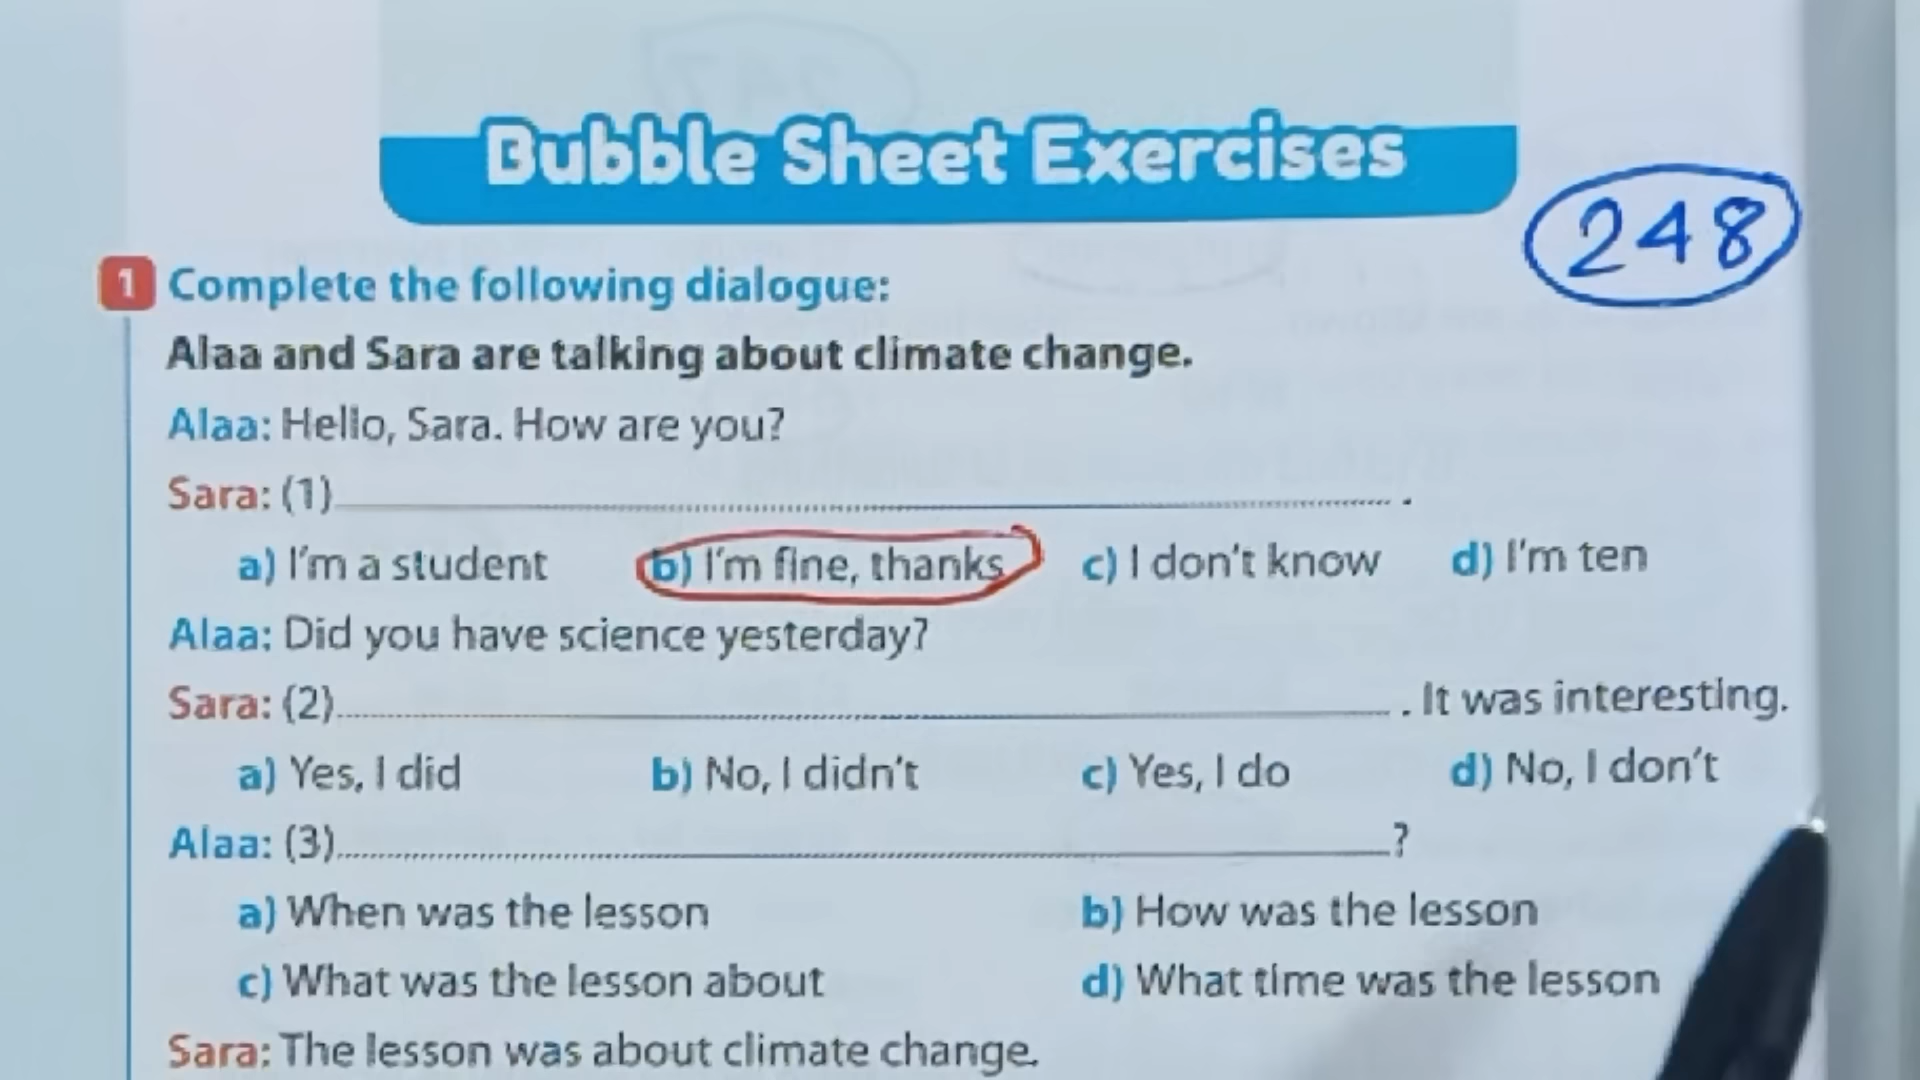 Bubble Sheet Exercises
248
1 Complete the following dialogue:
Alaa and Sara are talking about climate change.
Alaa: Hello, Sara. How are you?
Sara: (1) .
a) I'm a student b) I'm fine, thanks c) I don't know d) I'm ten
Alaa: Did you have science yesterday?
Sara: (2) . It was interesting.
a) Yes, I did b) No, I didn't c) Yes, I do d) No, I don't
Alaa: (3) ?
a) When was the lesson b) How was the lesson
c) What was the lesson about d) What time was the lesson
Sara: The lesson was about climate change.